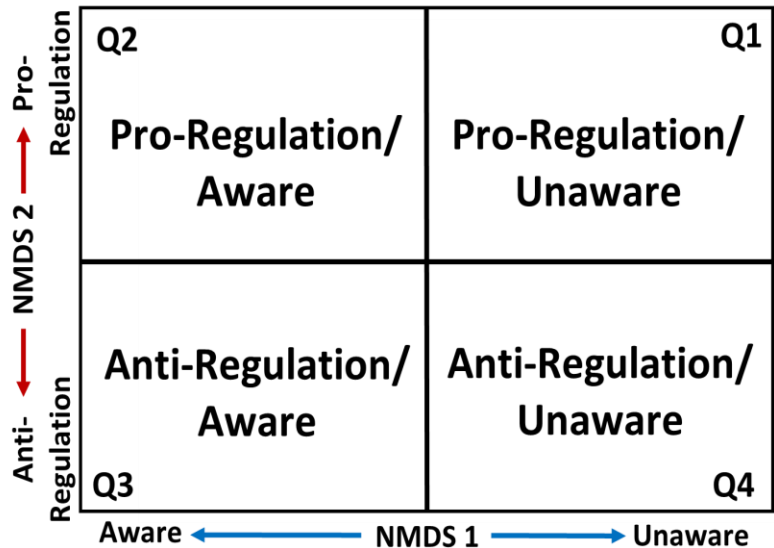 Q2
Pro-Regulation/
Aware
Q1
Pro-Regulation/
Unaware
Anti-Regulation/
Aware
Q3
Anti-Regulation/
Unaware
Q4
Anti- NMDS 2 Pro-
Regulation Regulation
Aware NMDS 1 Unaware